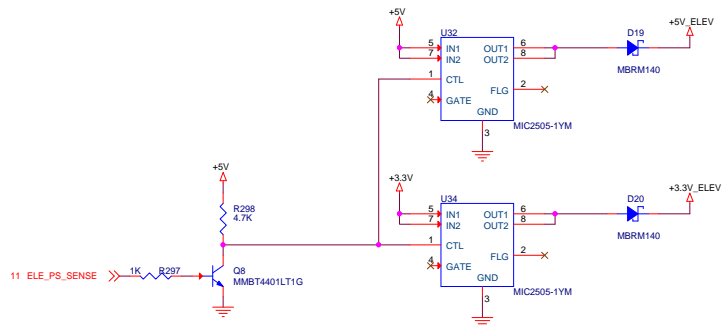 +5V
+5V_ELEV
U32
D19
5 IN1 OUT1 6
7 IN2 OUT2 8
MBRM140
1 CTL
FLG 2
4 GATE
GND
3
MIC2505-1YM
+5V
+3.3V
+3.3V_ELEV
U34
D20
R298
4.7K
5 IN1 OUT1 6
7 IN2 OUT2 8
MBRM140
1 CTL
FLG 2
4 GATE
GND
3
MIC2505-1YM
11 ELE_PS_SENSE
1K R297
Q8
MMBT4401LT1G